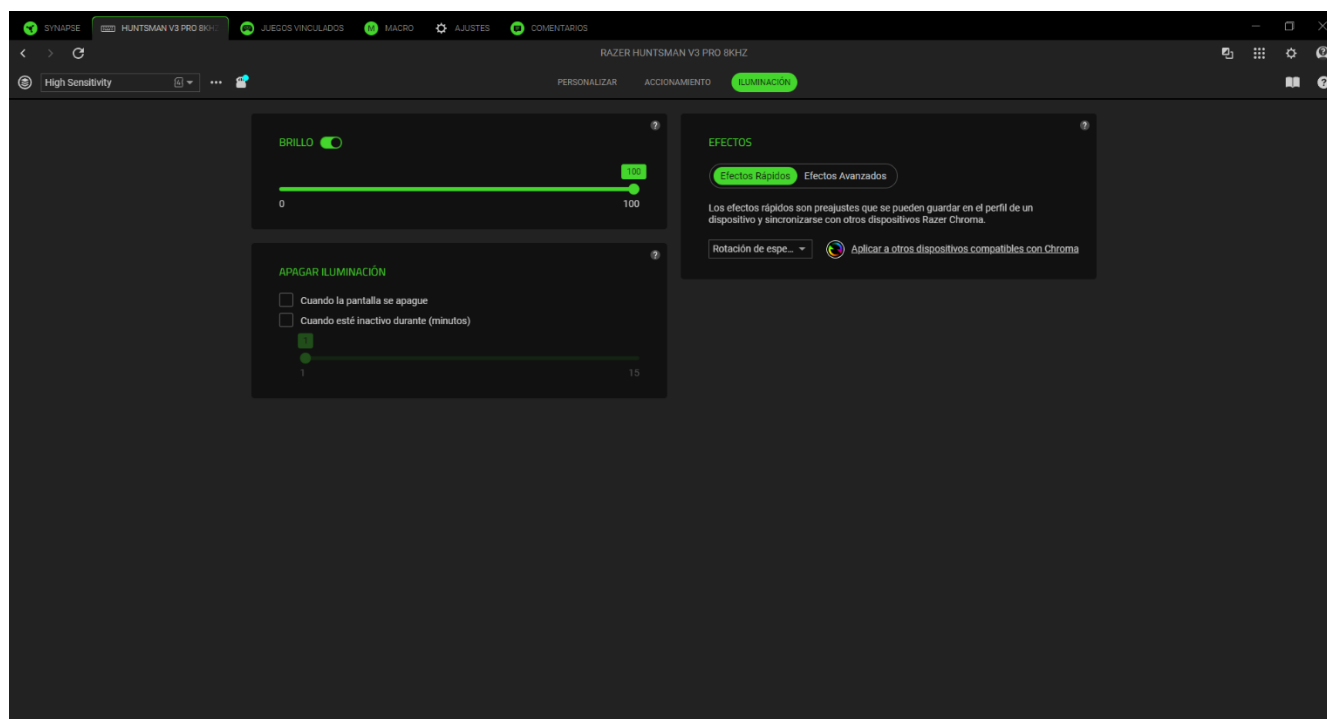 SYNAPSE HUNTSMAN V3 PRO 8KH JUEGOS VINCULADOS M MACRO AJUSTES COMENTARIOS
RAZER HUNTSMAN V3 PRO 8KHZ
High Sensitivity 4 PERSONALIZAR ACCIONAMIENTO ILUMINACIÓN
BRILLO
100
0 100
APAGAR ILUMINACIÓN
Cuando la pantalla se apague
Cuando esté inactivo durante (minutos)
1
1 15
EFECTOS
Efectos Rápidos Efectos Avanzados
Los efectos rápidos son preajustes que se pueden guardar en el perfil de un
dispositivo y sincronizarse con otros dispositivos Razer Chroma.
Rotación de espe... Aplicar a otros dispositivos compatibles con Chroma